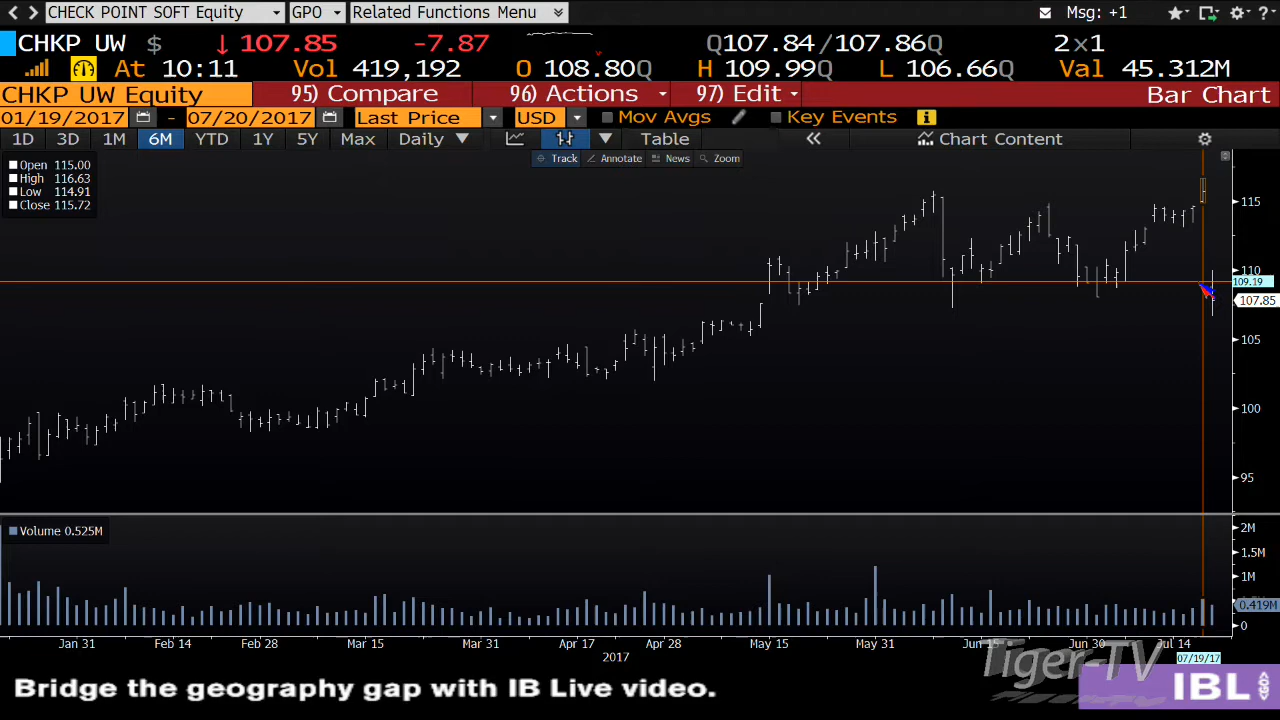 CHECK POINT SOFT Equity GPO Related Functions Menu Msg: +1 ?
CHKP UW $ ↓ 107.85 -7.87 Q107.84/107.86Q 2×1
At 10:11 Vol 419,192 O 108.80Q H 109.99Q L 106.66Q Val 45.312M
CHKP UW Equity 95) Compare 96) Actions 97) Edit Bar Chart
01/19/2017 - 07/20/2017 Last Price USD Mov Avgs Key Events
1D 3D 1M 6M YTD 1Y 5Y Max Daily Table « Chart Content
Track Annotate News Zoom
Open 115.00
High 116.63
Low 114.91
Close 115.72
115
110
109.19
107.85
105
100
95
Volume 0.525M
2M
1.5M
1M
0.419M
0
Jan 31 Feb 14 Feb 28 Mar 15 Mar 31 Apr 17 Apr 28 May 15 May 31 Jun 15 Jun 30 Jul 14
2017
07/19/17
Tiger-TV
Bridge the geography gap with IB Live video.
IBL